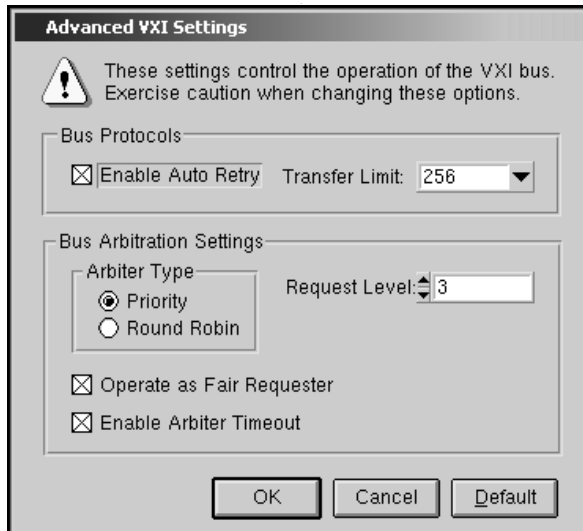 Advanced VXI Settings
These settings control the operation of the VXI bus.
Exercise caution when changing these options.
Bus Protocols
Enable Auto Retry
Transfer Limit: 256
Bus Arbitration Settings
Arbiter Type
Priority
Round Robin
Request Level: 3
Operate as Fair Requester
Enable Arbiter Timeout
OK
Cancel
Default